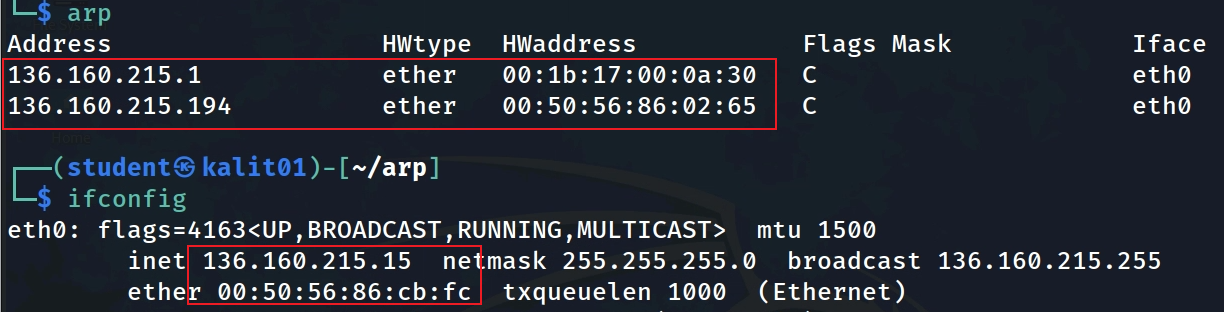 └─$ arp
Address HWtype HWaddress Flags Mask Iface
136.160.215.1 ether 00:1b:17:00:0a:30 C eth0
136.160.215.194 ether 00:50:56:86:02:65 C eth0
┌──(student㉿kalit01)-[~/arp]
└─$ ifconfig
eth0: flags=4163<UP,BROADCAST,RUNNING,MULTICAST> mtu 1500
inet 136.160.215.15 netmask 255.255.255.0 broadcast 136.160.215.255
ether 00:50:56:86:cb:fc txqueuelen 1000 (Ethernet)